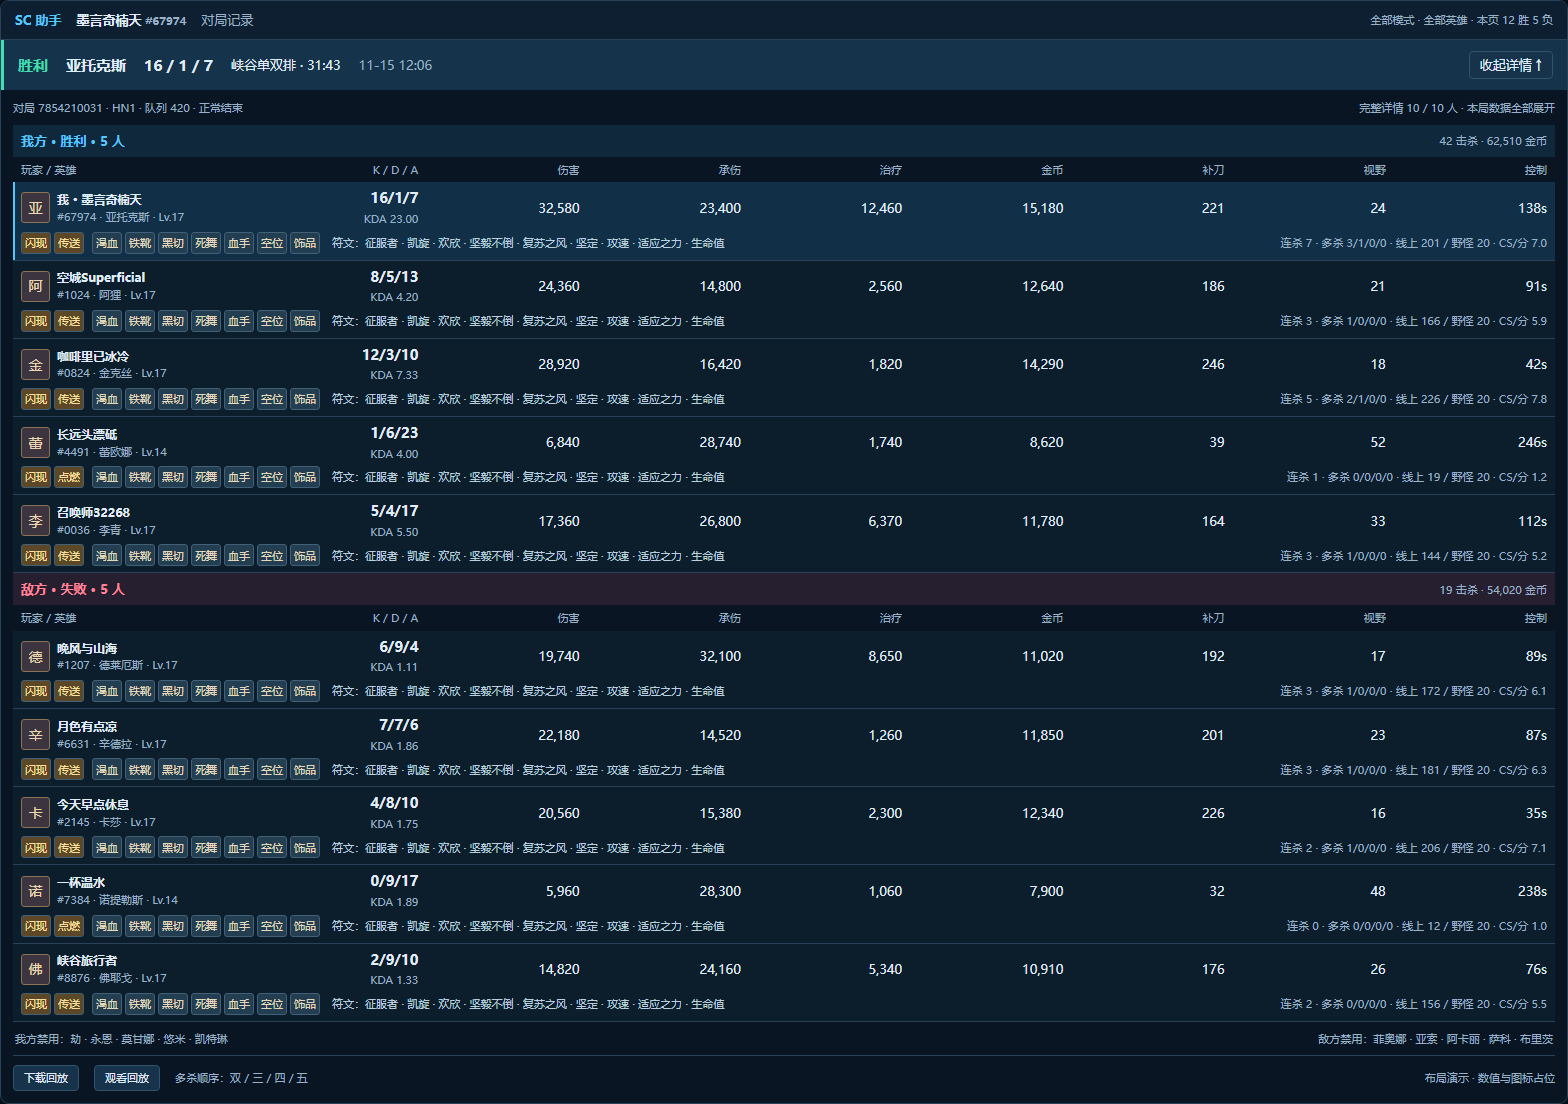 SC 助手 墨言奇楠天 #67974 对局记录 全部模式 · 全部英雄 · 本页 12 胜 5 负
胜利 亚托克斯 16 / 1 / 7 峡谷单双排 · 31:43 11-15 12:06 收起详情 ↑
对局 7854210031 · HN1 · 队列 420 · 正常结束 完整详情 10 / 10 人 · 本局数据全部展开
我方 • 胜利 • 5 人 42 击杀 · 62,510 金币
玩家 / 英雄 K / D / A 伤害 承伤 治疗 金币 补刀 视野 控制
亚 我 · 墨言奇楠天 16/1/7 32,580 23,400 12,460 15,180 221 24 138s
#67974 · 亚托克斯 · Lv.17 KDA 23.00
闪现 传送 渴血 铁靴 黑切 死舞 血手 空位 饰品 符文：征服者 · 凯旋 · 欢欣 · 坚毅不倒 · 复苏之风 · 坚定 · 攻速 · 适应之力 · 生命值 连杀 7 · 多杀 3/1/0/0 · 线上 201 / 野怪 20 · CS/分 7.0
阿 空城Superficial 8/5/13 24,360 14,800 2,560 12,640 186 21 91s
#1024 · 阿狸 · Lv.17 KDA 4.20
闪现 传送 渴血 铁靴 黑切 死舞 血手 空位 饰品 符文：征服者 · 凯旋 · 欢欣 · 坚毅不倒 · 复苏之风 · 坚定 · 攻速 · 适应之力 · 生命值 连杀 3 · 多杀 1/0/0/0 · 线上 166 / 野怪 20 · CS/分 5.9
金 咖啡里已冰冷 12/3/10 28,920 16,420 1,820 14,290 246 18 42s
#0824 · 金克丝 · Lv.17 KDA 7.33
闪现 传送 渴血 铁靴 黑切 死舞 血手 空位 饰品 符文：征服者 · 凯旋 · 欢欣 · 坚毅不倒 · 复苏之风 · 坚定 · 攻速 · 适应之力 · 生命值 连杀 5 · 多杀 2/1/0/0 · 线上 226 / 野怪 20 · CS/分 7.8
蕾 长远头漂砥 1/6/23 6,840 28,740 1,740 8,620 39 52 246s
#4491 · 蕾欧娜 · Lv.14 KDA 4.00
闪现 点燃 渴血 铁靴 黑切 死舞 血手 空位 饰品 符文：征服者 · 凯旋 · 欢欣 · 坚毅不倒 · 复苏之风 · 坚定 · 攻速 · 适应之力 · 生命值 连杀 1 · 多杀 0/0/0/0 · 线上 19 / 野怪 20 · CS/分 1.2
李 召唤师32268 5/4/17 17,360 26,800 6,370 11,780 164 33 112s
#0036 · 李青 · Lv.17 KDA 5.50
闪现 传送 渴血 铁靴 黑切 死舞 血手 空位 饰品 符文：征服者 · 凯旋 · 欢欣 · 坚毅不倒 · 复苏之风 · 坚定 · 攻速 · 适应之力 · 生命值 连杀 3 · 多杀 1/0/0/0 · 线上 144 / 野怪 20 · CS/分 5.2
敌方 • 失败 • 5 人 19 击杀 · 54,020 金币
玩家 / 英雄 K / D / A 伤害 承伤 治疗 金币 补刀 视野 控制
德 晚风与山海 6/9/4 19,740 32,100 8,650 11,020 192 17 89s
#1207 · 德莱厄斯 · Lv.17 KDA 1.11
闪现 传送 渴血 铁靴 黑切 死舞 血手 空位 饰品 符文：征服者 · 凯旋 · 欢欣 · 坚毅不倒 · 复苏之风 · 坚定 · 攻速 · 适应之力 · 生命值 连杀 3 · 多杀 1/0/0/0 · 线上 172 / 野怪 20 · CS/分 6.1
辛 月色有点凉 7/7/6 22,180 14,520 1,260 11,850 201 23 87s
#6631 · 辛德拉 · Lv.17 KDA 1.86
闪现 传送 渴血 铁靴 黑切 死舞 血手 空位 饰品 符文：征服者 · 凯旋 · 欢欣 · 坚毅不倒 · 复苏之风 · 坚定 · 攻速 · 适应之力 · 生命值 连杀 3 · 多杀 1/0/0/0 · 线上 181 / 野怪 20 · CS/分 6.3
卡 今天早点休息 4/8/10 20,560 15,380 2,300 12,340 226 16 35s
#2145 · 卡莎 · Lv.17 KDA 1.75
闪现 传送 渴血 铁靴 黑切 死舞 血手 空位 饰品 符文：征服者 · 凯旋 · 欢欣 · 坚毅不倒 · 复苏之风 · 坚定 · 攻速 · 适应之力 · 生命值 连杀 2 · 多杀 1/0/0/0 · 线上 206 / 野怪 20 · CS/分 7.1
诺 一杯温水 0/9/17 5,960 28,300 1,060 7,900 32 48 238s
#7384 · 诺提勒斯 · Lv.14 KDA 1.89
闪现 点燃 渴血 铁靴 黑切 死舞 血手 空位 饰品 符文：征服者 · 凯旋 · 欢欣 · 坚毅不倒 · 复苏之风 · 坚定 · 攻速 · 适应之力 · 生命值 连杀 0 · 多杀 0/0/0/0 · 线上 12 / 野怪 20 · CS/分 1.0
佛 峡谷旅行者 2/9/10 14,820 24,160 5,340 10,910 176 26 76s
#8876 · 佛耶戈 · Lv.17 KDA 1.33
闪现 传送 渴血 铁靴 黑切 死舞 血手 空位 饰品 符文：征服者 · 凯旋 · 欢欣 · 坚毅不倒 · 复苏之风 · 坚定 · 攻速 · 适应之力 · 生命值 连杀 2 · 多杀 0/0/0/0 · 线上 156 / 野怪 20 · CS/分 5.5
我方禁用：劫 · 永恩 · 莫甘娜 · 悠米 · 凯特琳 敌方禁用：菲奥娜 · 亚索 · 阿卡丽 · 萨科 · 布里茨
下载回放 观看回放 多杀顺序：双 / 三 / 四 / 五 布局演示 · 数值与图标占位